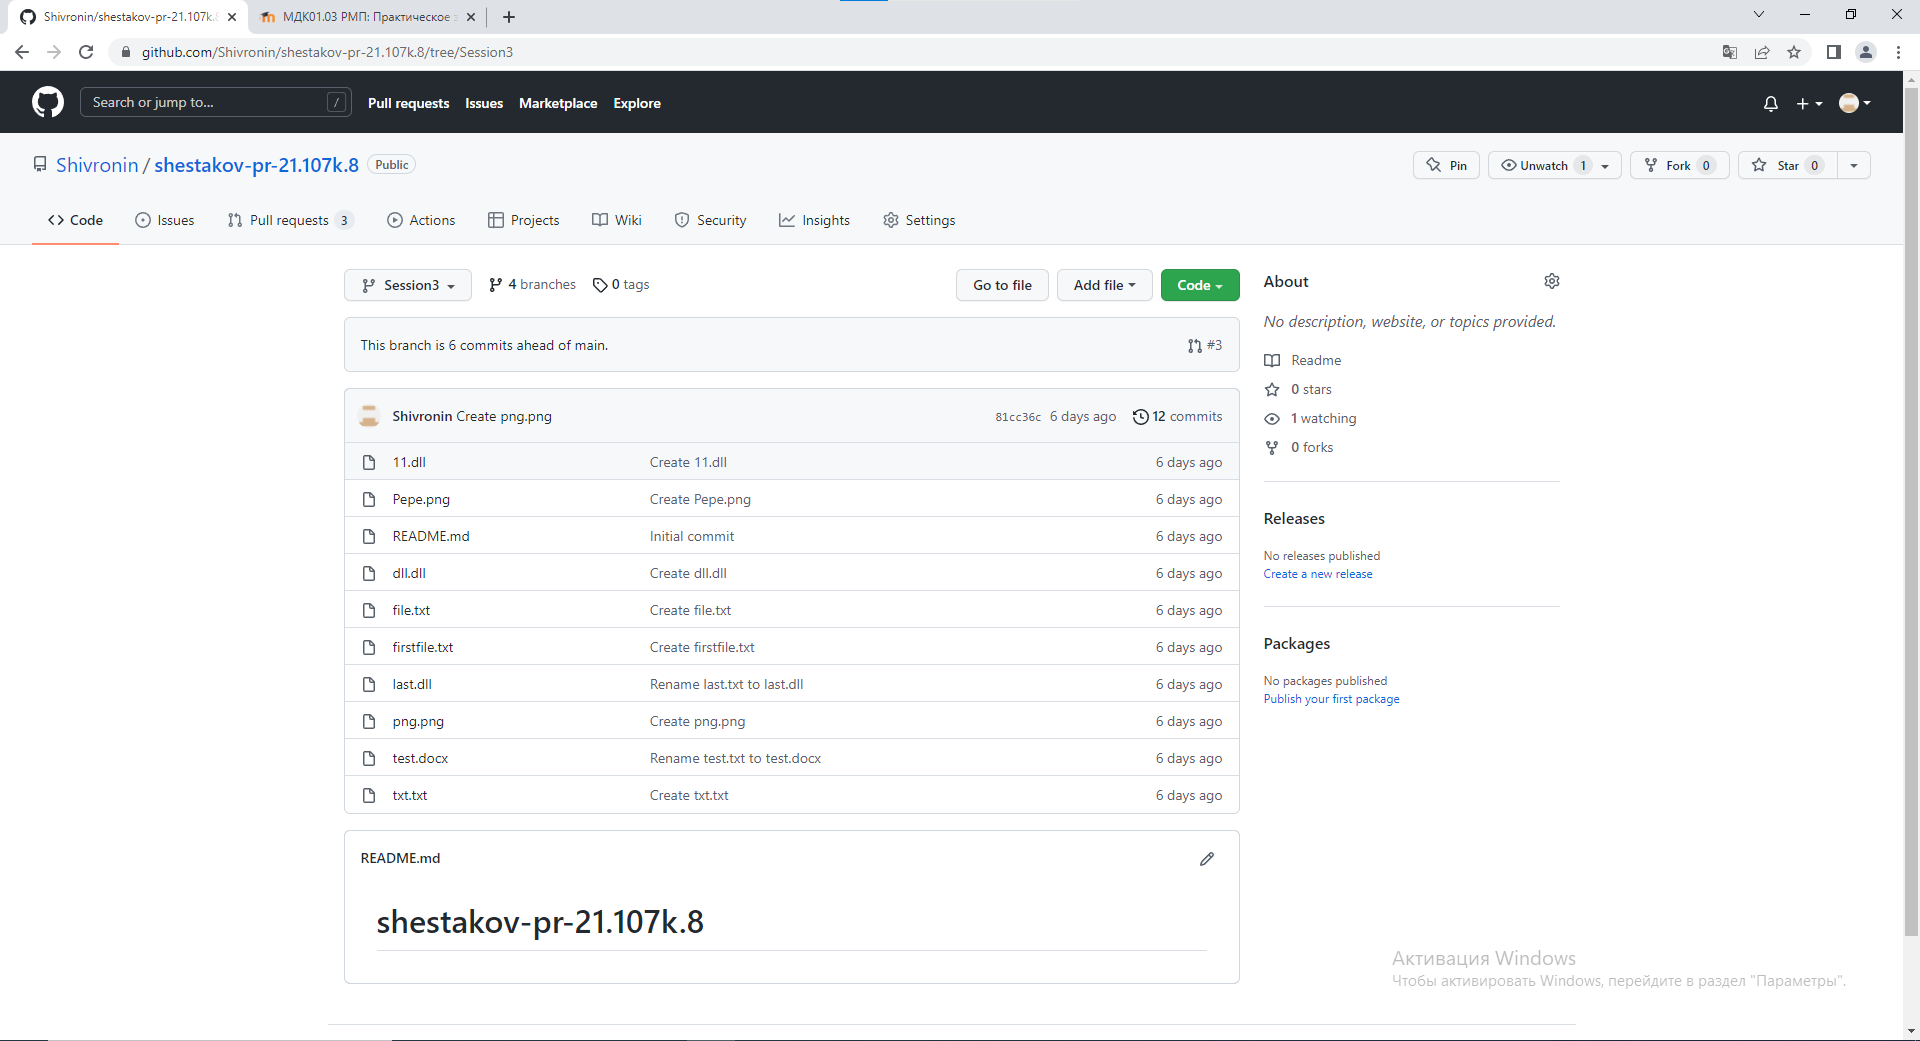 Shivronin/shestakov-pr-21.107k.8
МДК01.03 РМП: Практическое
github.com/Shivronin/shestakov-pr-21.107k.8/tree/Session3
Search or jump to... /
Pull requests Issues Marketplace Explore
Shivronin / shestakov-pr-21.107k.8 Public
Pin Unwatch 1 Fork 0 Star 0
Code Issues Pull requests 3 Actions Projects Wiki Security Insights Settings
Session3 4 branches 0 tags Go to file Add file Code
This branch is 6 commits ahead of main. #3
Shivronin Create png.png 81cc36c 6 days ago 12 commits
11.dll Create 11.dll 6 days ago
Pepe.png Create Pepe.png 6 days ago
README.md Initial commit 6 days ago
dll.dll Create dll.dll 6 days ago
file.txt Create file.txt 6 days ago
firstfile.txt Create firstfile.txt 6 days ago
last.dll Rename last.txt to last.dll 6 days ago
png.png Create png.png 6 days ago
test.docx Rename test.txt to test.docx 6 days ago
txt.txt Create txt.txt 6 days ago
README.md
shestakov-pr-21.107k.8
About
No description, website, or topics provided.
Readme
0 stars
1 watching
0 forks
Releases
No releases published
Create a new release
Packages
No packages published
Publish your first package
Активация Windows
Чтобы активировать Windows, перейдите в раздел "Параметры".